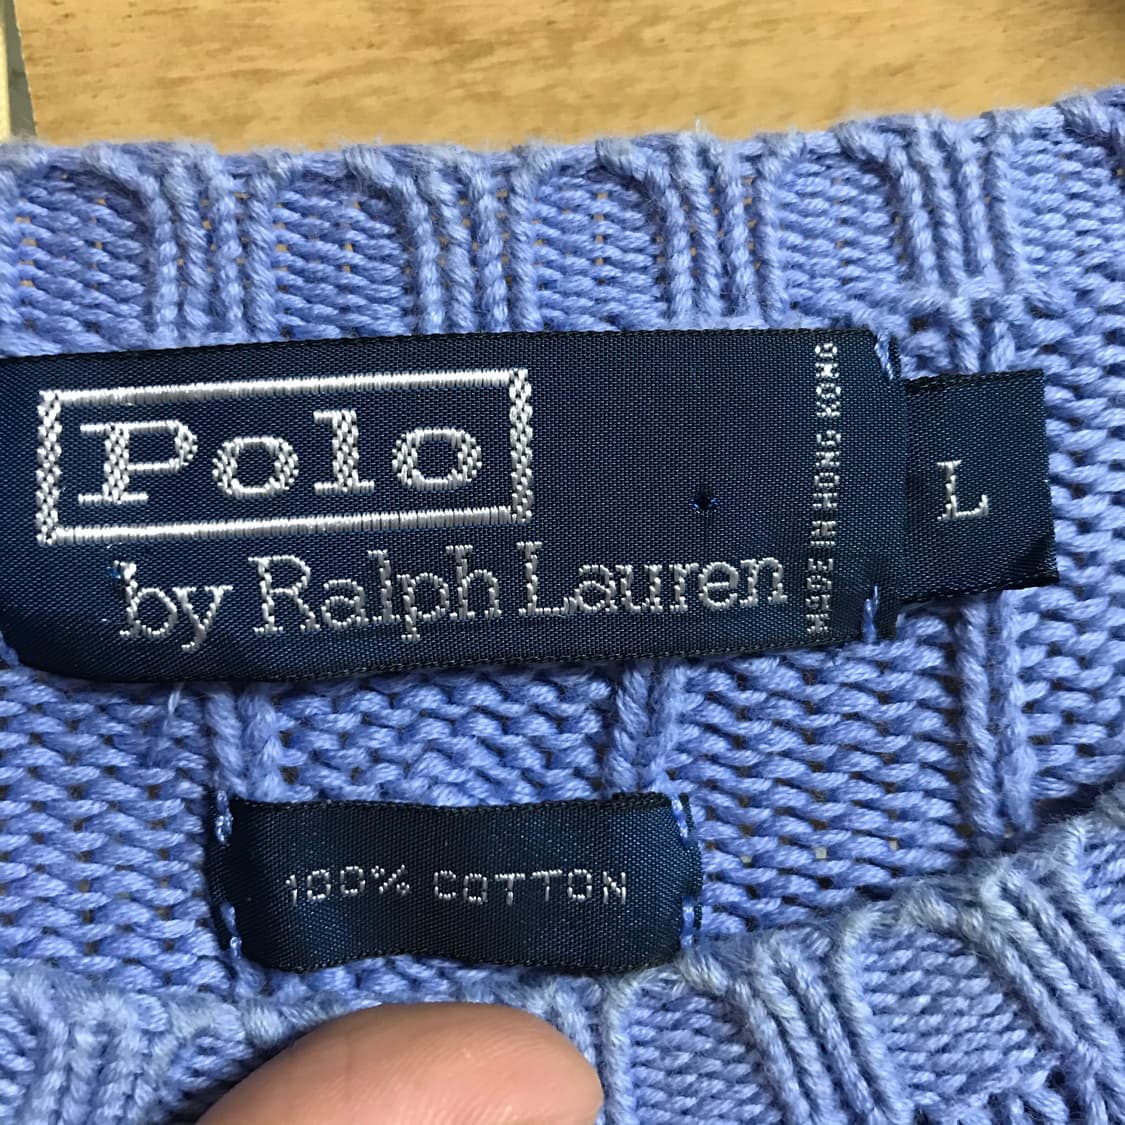 Polo
by Ralph Lauren
MADE IN HONG KONG
L
100% COTTON